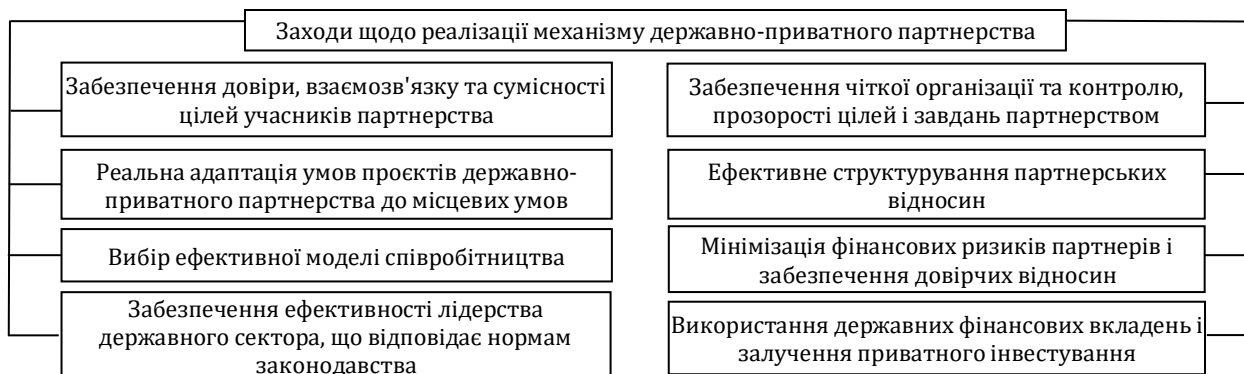 Заходи щодо реалізації механізму державно-приватного партнерства
Забезпечення довіри, взаємозв'язку та сумісності
цілей учасників партнерства
Реальна адаптація умов проєктів державно-
приватного партнерства до місцевих умов
Вибір ефективної моделі співробітництва
Забезпечення ефективності лідерства
державного сектора, що відповідає нормам
законодавства
Забезпечення чіткої організації та контролю,
прозорості цілей і завдань партнерством
Ефективне структурування партнерських
відносин
Мінімізація фінансових ризиків партнерів і
забезпечення довірчих відносин
Використання державних фінансових вкладень і
залучення приватного інвестування